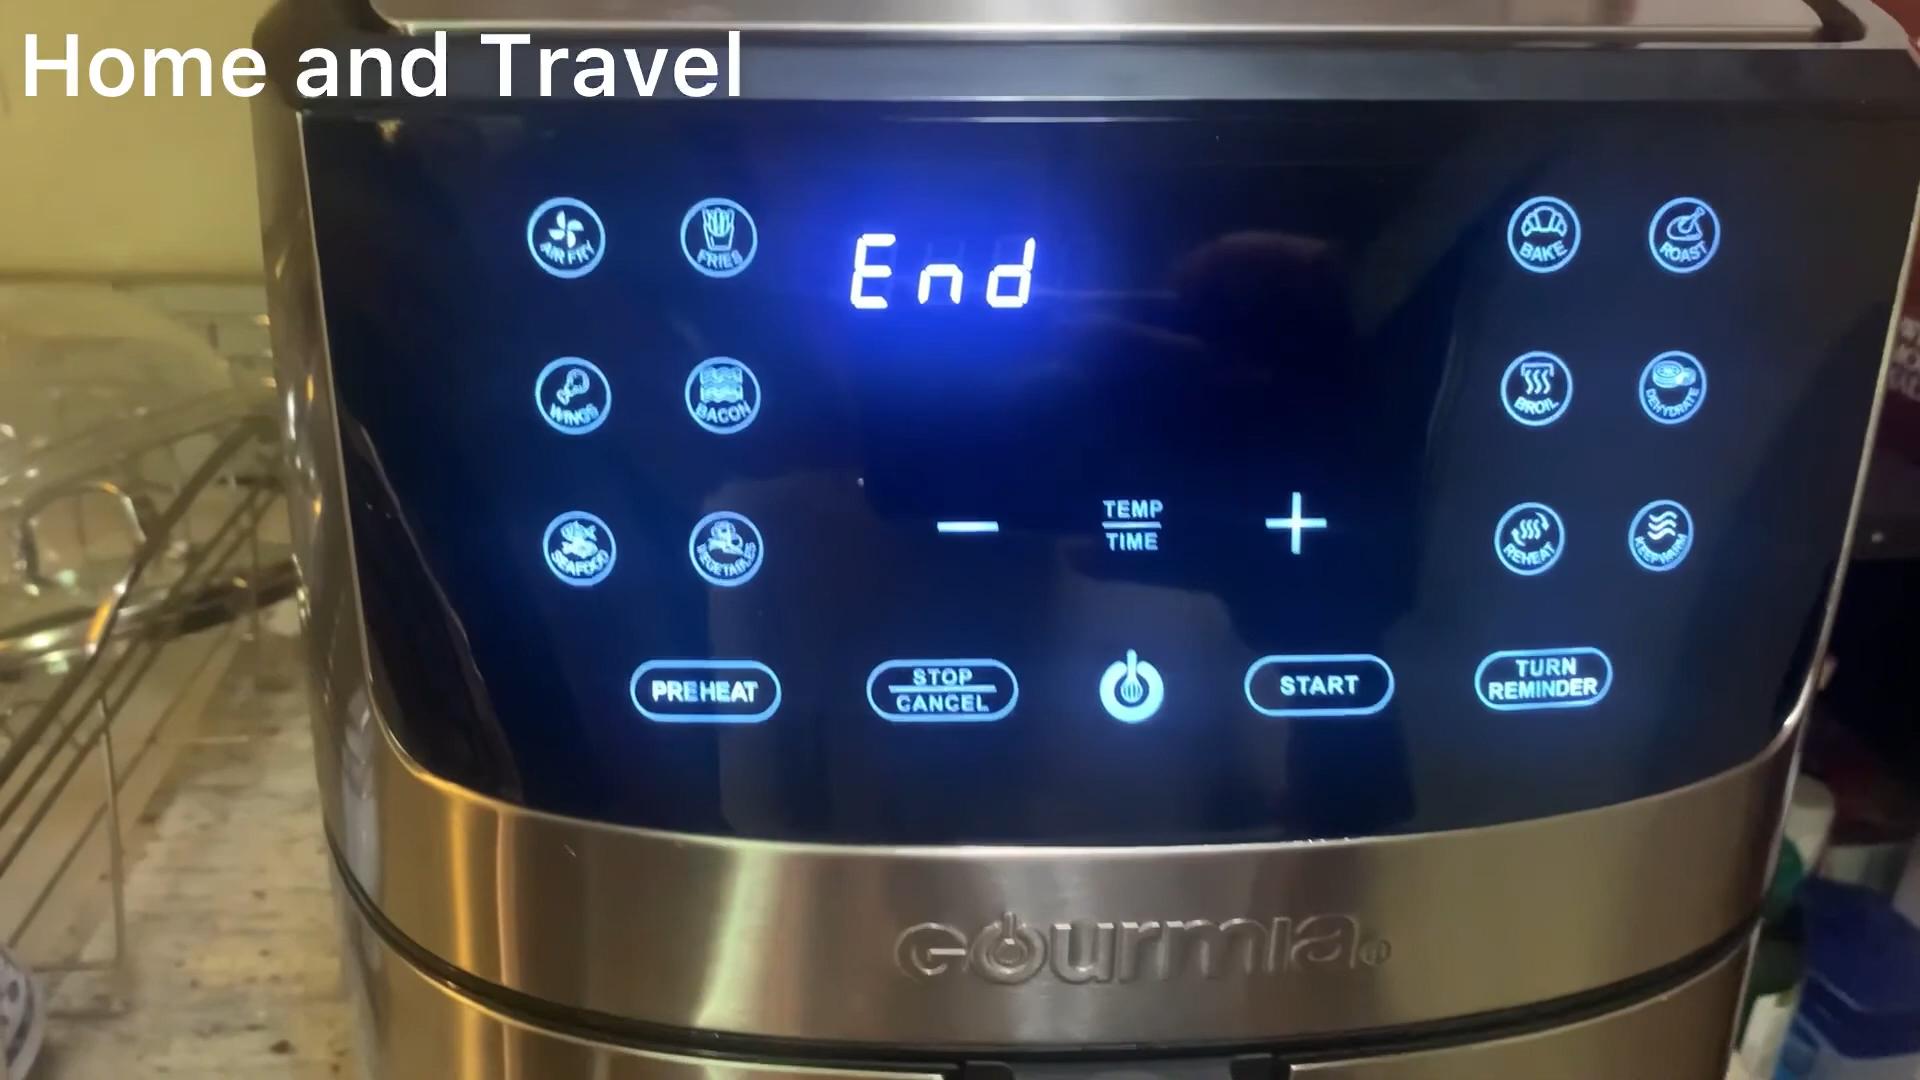 Home and Travel
AIR FRY
FRIES
End
BAKE
ROAST
WINGS
BACON
BROIL
DEHYDRATE
SEAFOOD
VEGETABLES
TEMP
TIME
REHEAT
KEEP WARM
PREHEAT
STOP
CANCEL
START
TURN
REMINDER
Gourmia